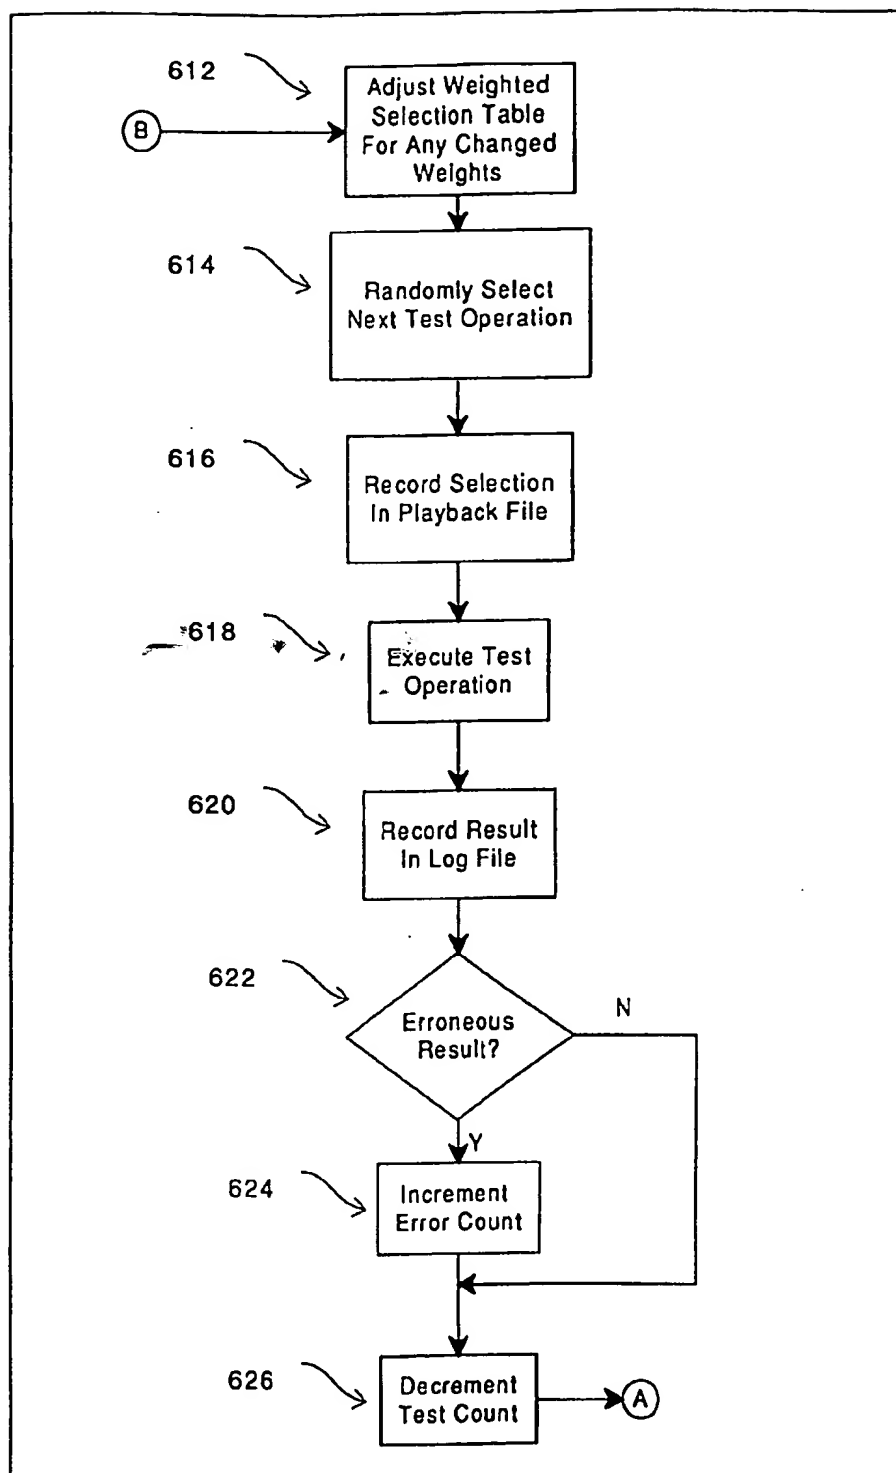 612
Adjust Weighted
Selection Table
For Any Changed
Weights
B
614
Randomly Select
Next Test Operation
616
Record Selection
In Playback File
618
Execute Test
Operation
620
Record Result
In Log File
622
Erroneous
Result?
N
Y
624
Increment
Error Count
626
Decrement
Test Count
A